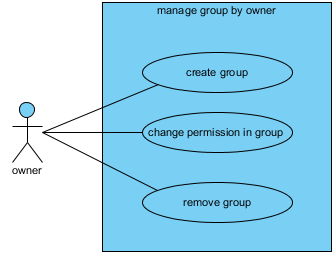 manage group by owner
create group
change permission in group
owner
remove group